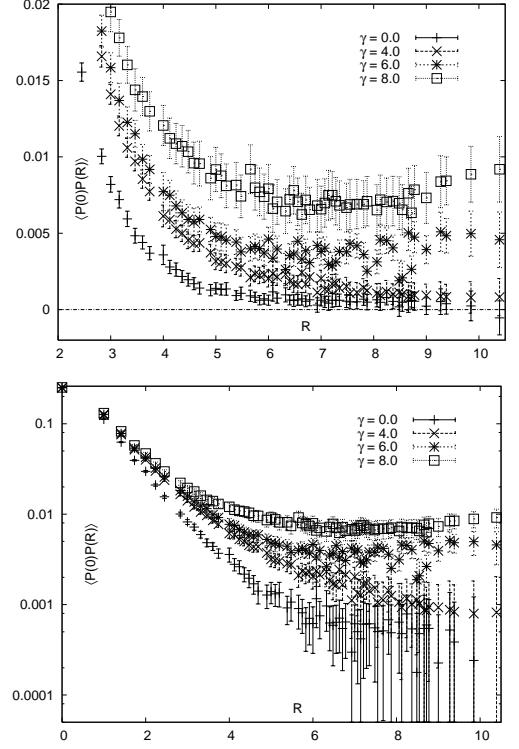 0.02
0.015
0.01
0.005
0
⟨P(0)P(R)⟩
γ = 0.0
γ = 4.0
γ = 6.0
γ = 8.0
R
2 3 4 5 6 7 8 9 10
0.1
0.01
0.001
0.0001
⟨P(0)P(R)⟩
γ = 0.0
γ = 4.0
γ = 6.0
γ = 8.0
R
0 2 4 6 8 10